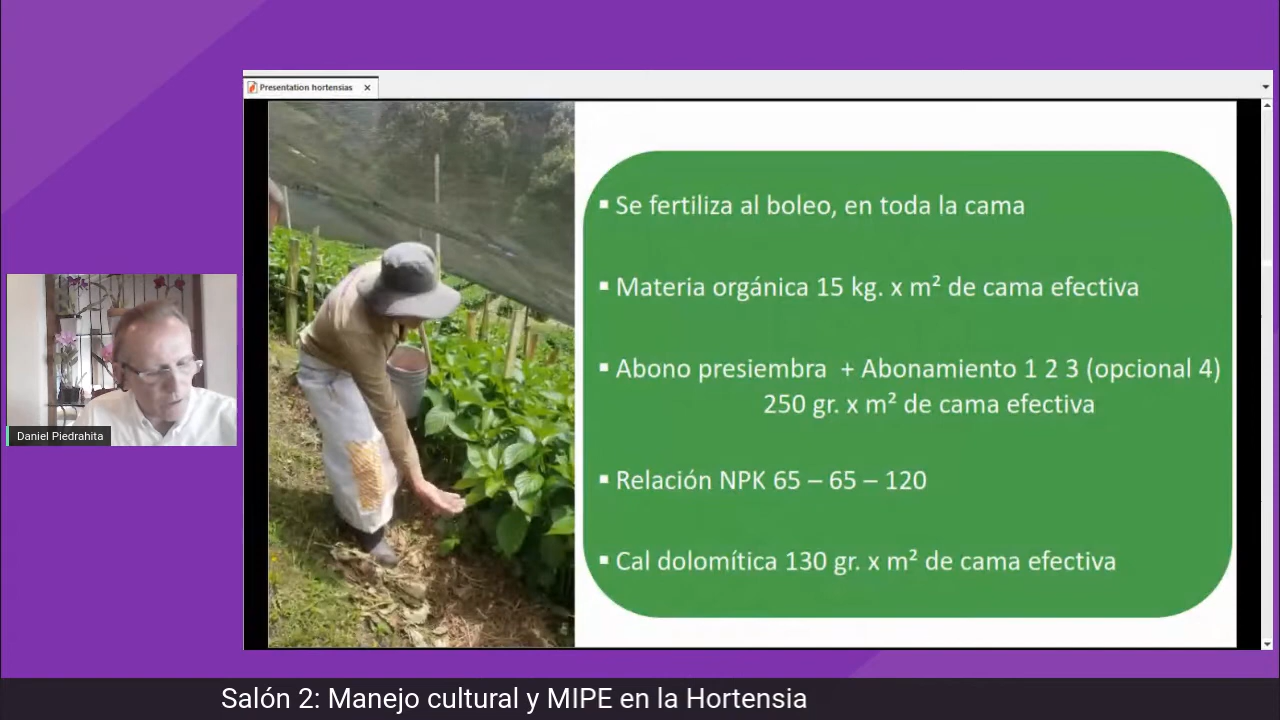 Presentation hortensias
Se fertiliza al boleo, en toda la cama
Materia orgánica 15 kg. x m² de cama efectiva
Abono presiembra + Abonamiento 1 2 3 (opcional 4)
250 gr. x m² de cama efectiva
Relación NPK 65 – 65 – 120
Cal dolomítica 130 gr. x m² de cama efectiva
Daniel Piedrahita
Salón 2: Manejo cultural y MIPE en la Hortensia